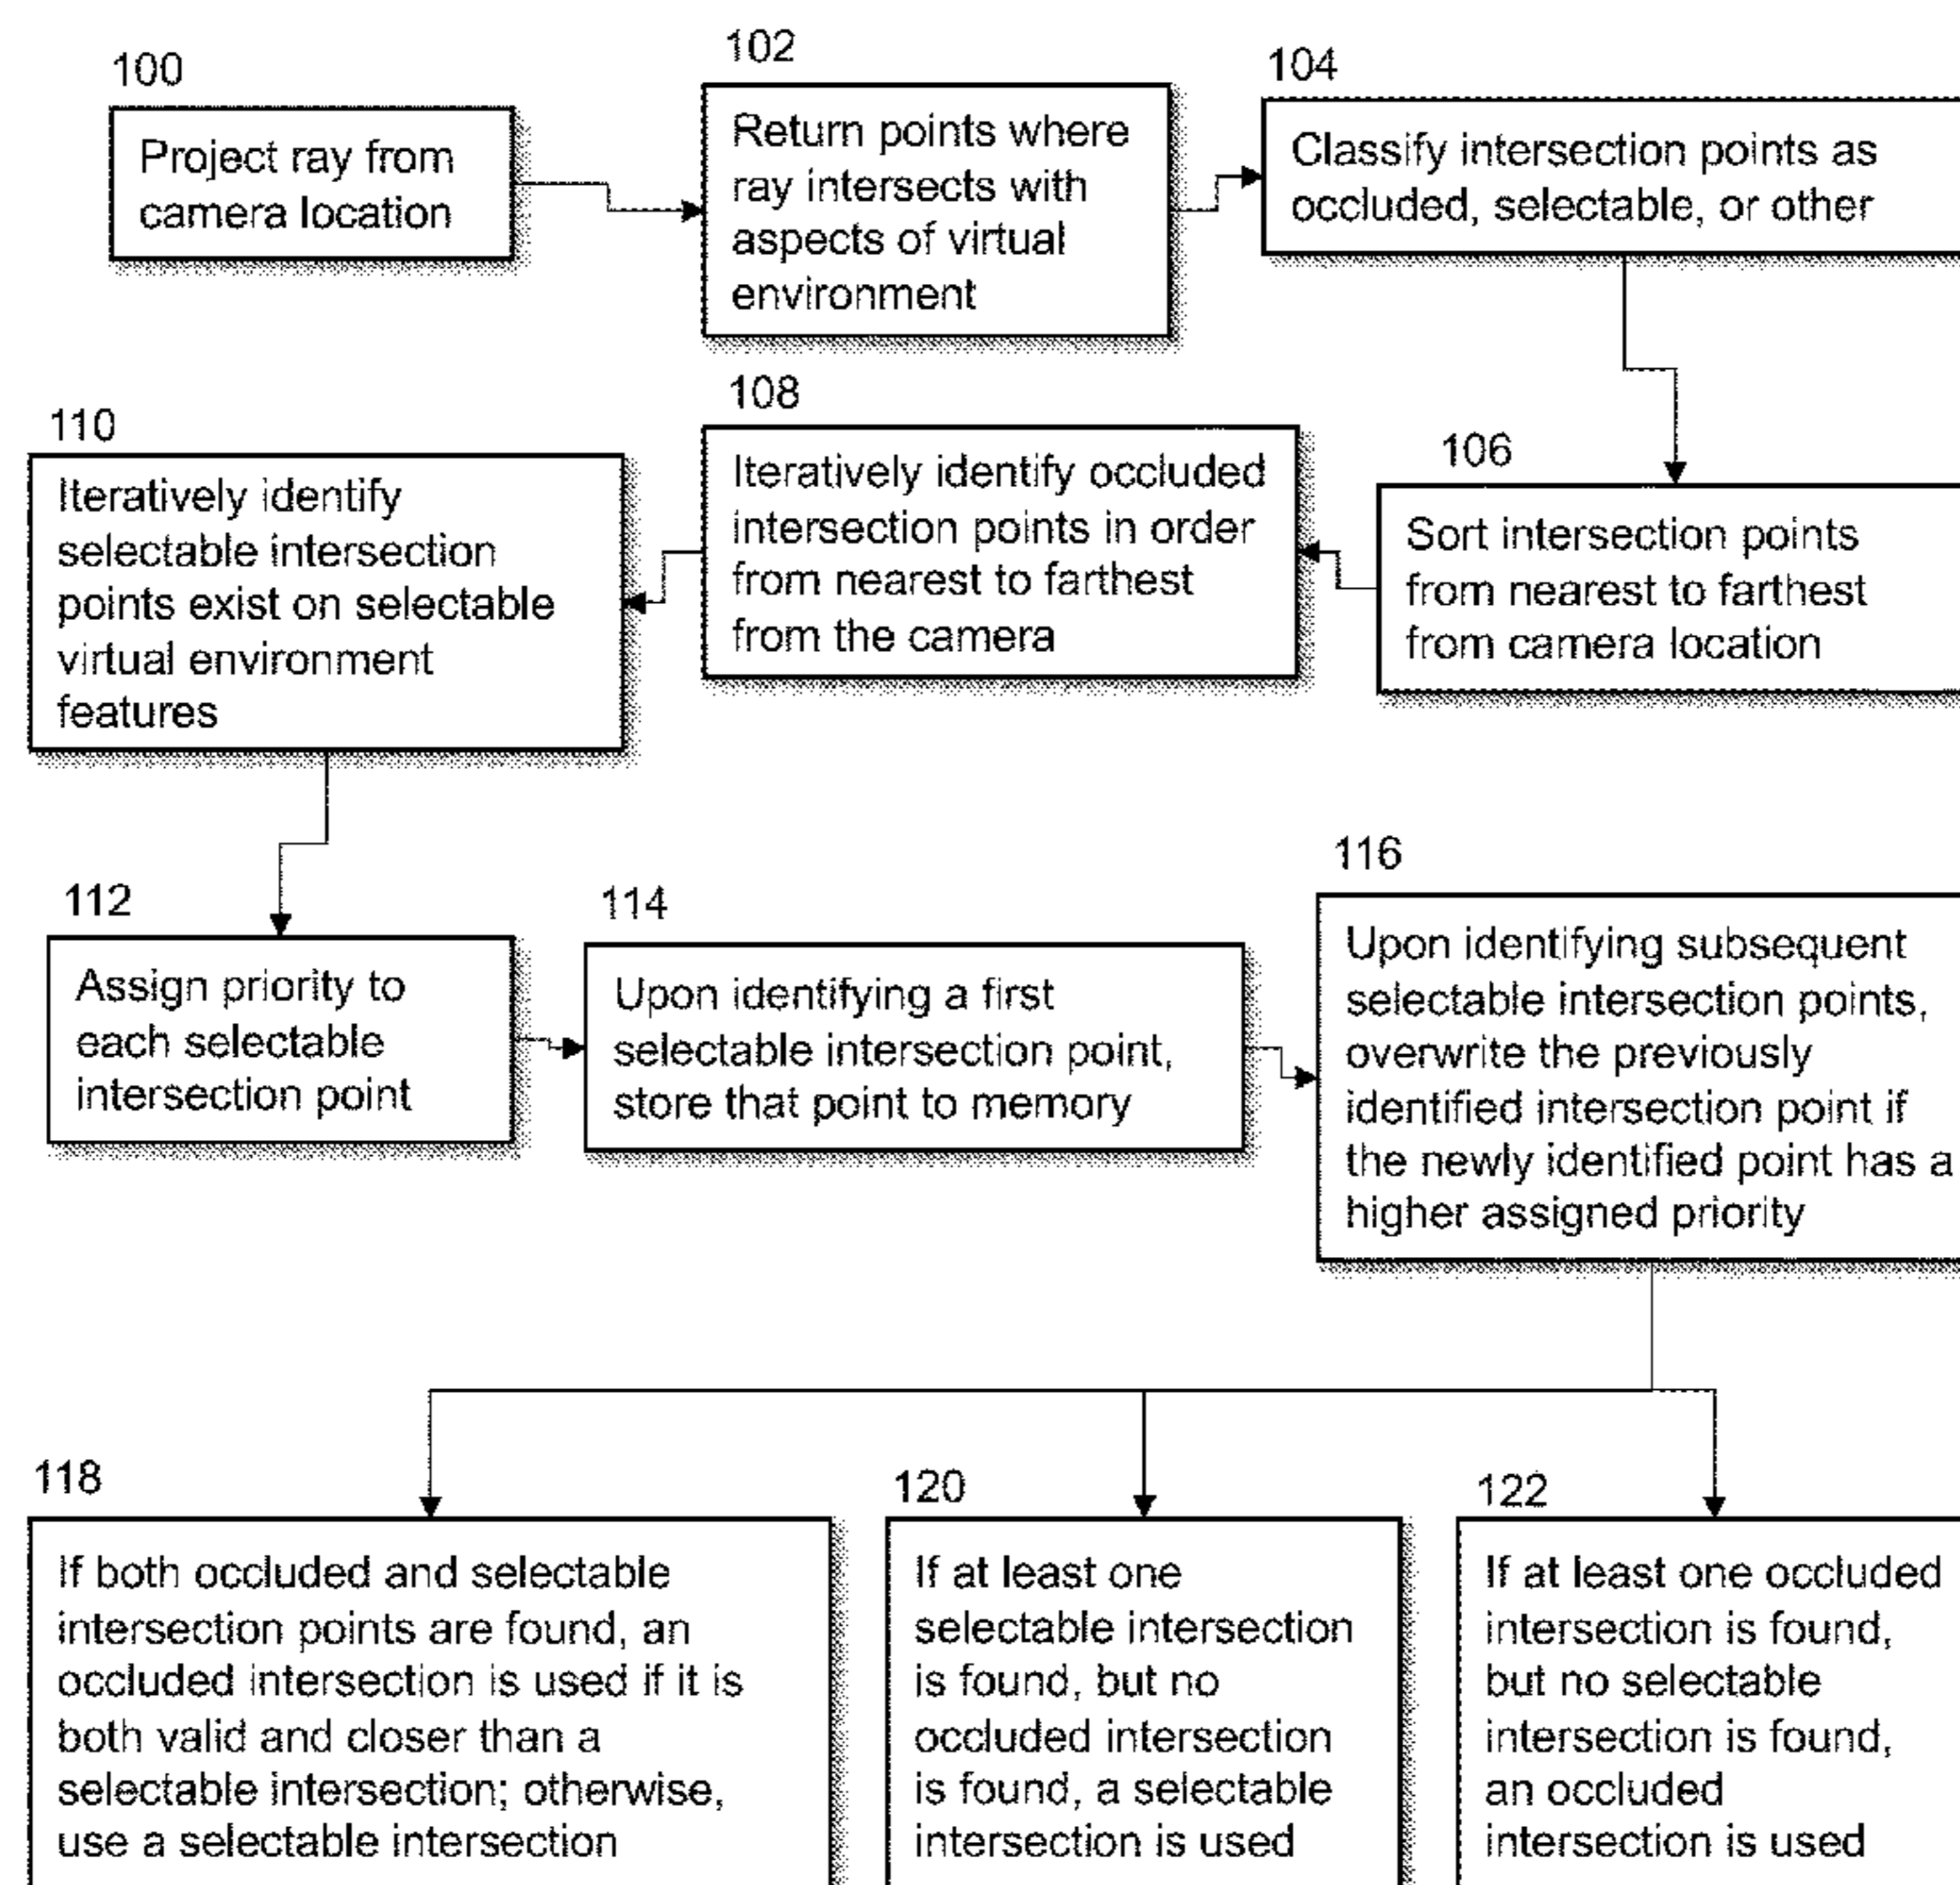 100
Project ray from
camera location
102
Return points where
ray intersects with
aspects of virtual
environment
104
Classify intersection points as
occluded, selectable, or other
106
Sort intersection points
from nearest to farthest
from camera location
108
Iteratively identify occluded
intersection points in order
from nearest to farthest
from the camera
110
Iteratively identify
selectable intersection
points exist on selectable
virtual environment
features
112
Assign priority to
each selectable
intersection point
114
Upon identifying a first
selectable intersection point,
store that point to memory
116
Upon identifying subsequent
selectable intersection points,
overwrite the previously
identified intersection point if
the newly identified point has a
higher assigned priority
118
If both occluded and selectable
intersection points are found, an
occluded intersection is used if it is
both valid and closer than a
selectable intersection; otherwise,
use a selectable intersection
120
If at least one
selectable intersection
is found, but no
occluded intersection
is found, a selectable
intersection is used
122
If at least one occluded
intersection is found,
but no selectable
intersection is found,
an occluded
intersection is used